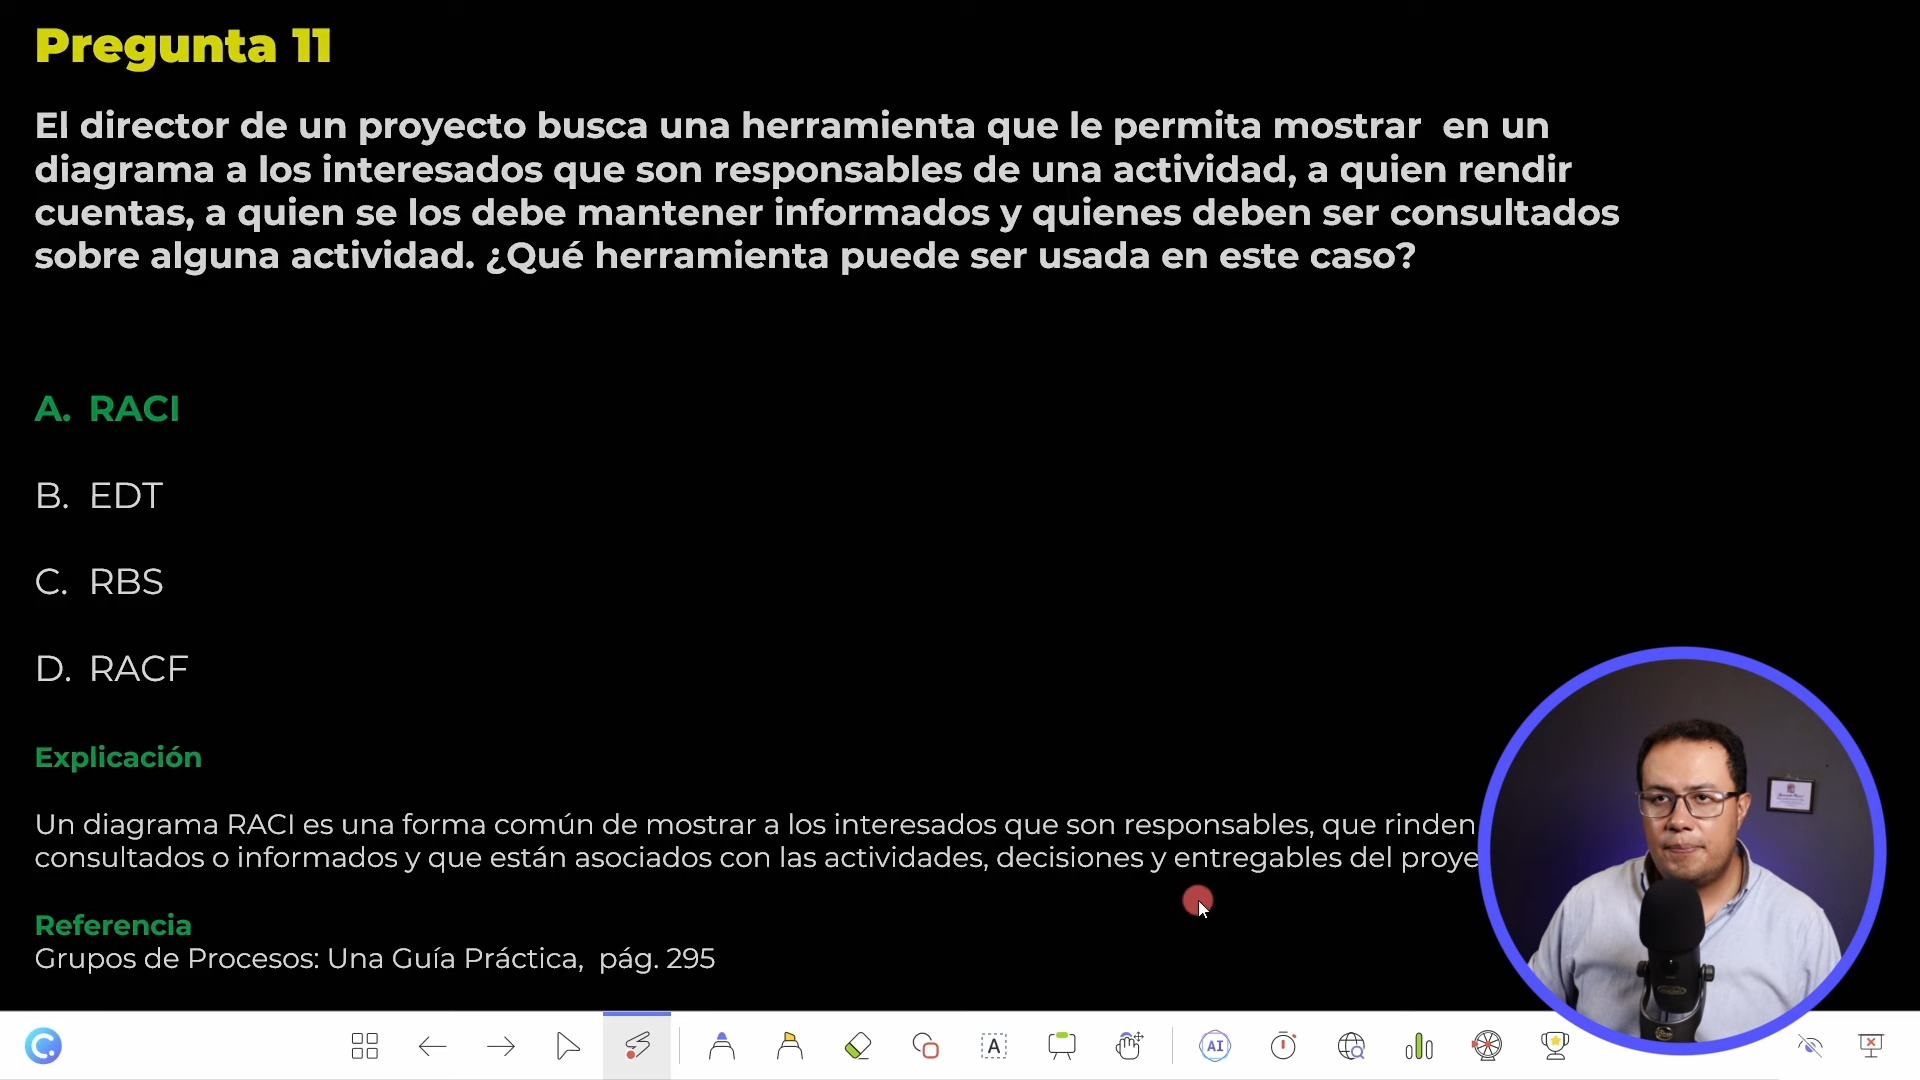 Pregunta 11
El director de un proyecto busca una herramienta que le permita mostrar en un
diagrama a los interesados que son responsables de una actividad, a quien rendir
cuentas, a quien se los debe mantener informados y quienes deben ser consultados
sobre alguna actividad. ¿Qué herramienta puede ser usada en este caso?
A. RACI
B. EDT
C. RBS
D. RACF
Explicación
Un diagrama RACI es una forma común de mostrar a los interesados que son responsables, que rinden
consultados o informados y que están asociados con las actividades, decisiones y entregables del proye
Referencia
Grupos de Procesos: Una Guía Práctica, pág. 295
A
AI